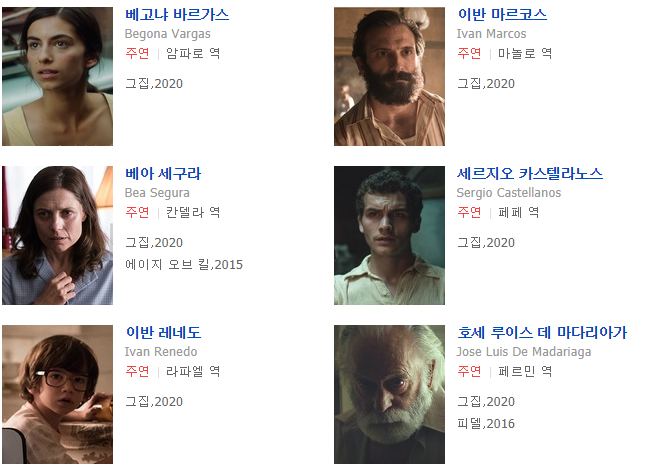 베고냐 바르가스
Begona Vargas
주연 | 암파로 역
그집,2020
이반 마르코스
Ivan Marcos
주연 | 마놀로 역
그집,2020
베아 세구라
Bea Segura
주연 | 칸델라 역
그집,2020
에이지 오브 킬,2015
세르지오 카스텔라노스
Sergio Castellanos
주연 | 페페 역
그집,2020
이반 레네도
Ivan Renedo
주연 | 라파엘 역
그집,2020
호세 루이스 데 마다리아가
Jose Luis De Madariaga
주연 | 페르민 역
그집,2020
피델,2016